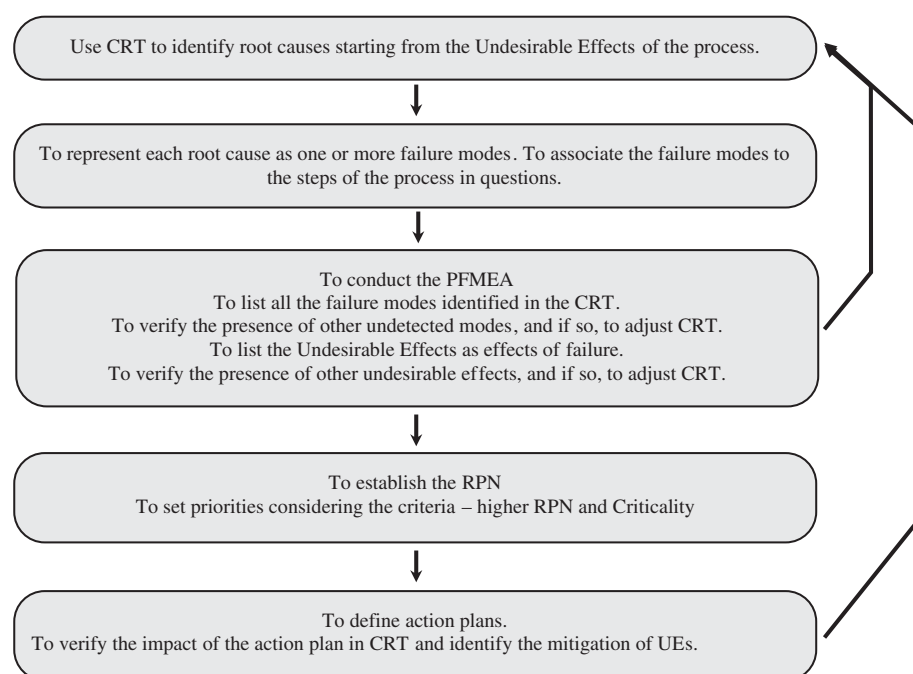 Use CRT to identify root causes starting from the Undesirable Effects of the process.
To represent each root cause as one or more failure modes. To associate the failure modes to
the steps of the process in questions.
To conduct the PFMEA
To list all the failure modes identified in the CRT.
To verify the presence of other undetected modes, and if so, to adjust CRT.
To list the Undesirable Effects as effects of failure.
To verify the presence of other undesirable effects, and if so, to adjust CRT.
To establish the RPN
To set priorities considering the criteria – higher RPN and Criticality
To define action plans.
To verify the impact of the action plan in CRT and identify the mitigation of UEs.